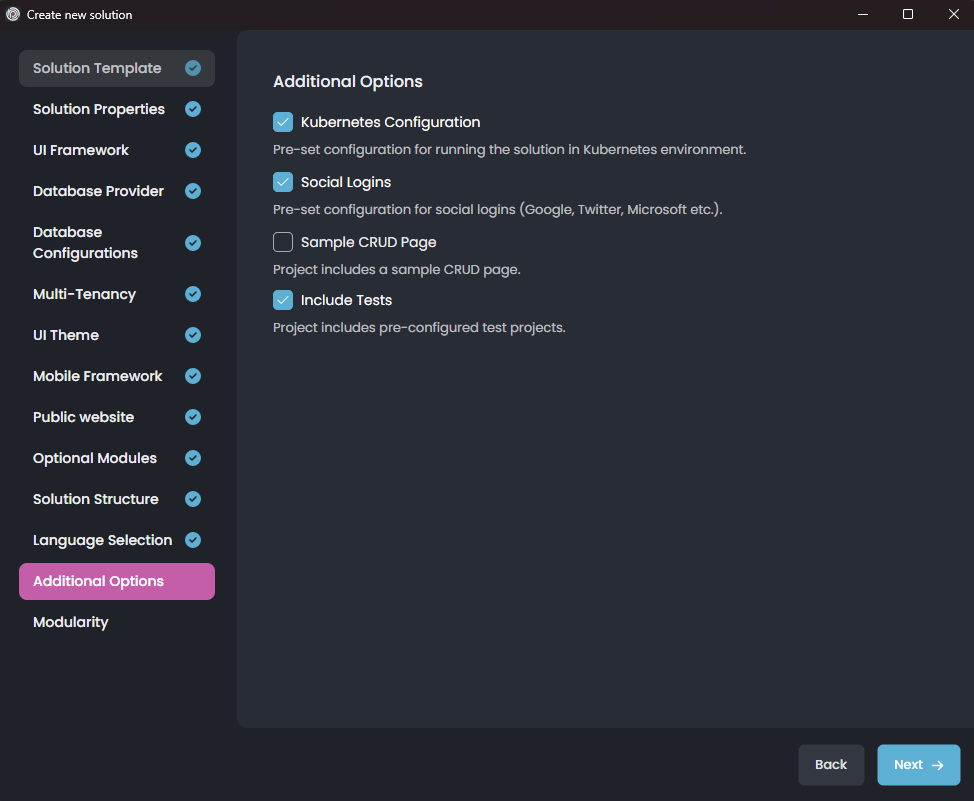 Create new solution
Solution Template
Solution Properties
UI Framework
Database Provider
Database
Configurations
Multi-Tenancy
UI Theme
Mobile Framework
Public website
Optional Modules
Solution Structure
Language Selection
Additional Options
Modularity
Additional Options
Kubernetes Configuration
Pre-set configuration for running the solution in Kubernetes environment.
Social Logins
Pre-set configuration for social logins (Google, Twitter, Microsoft etc.).
Sample CRUD Page
Project includes a sample CRUD page.
Include Tests
Project includes pre-configured test projects.
Back
Next